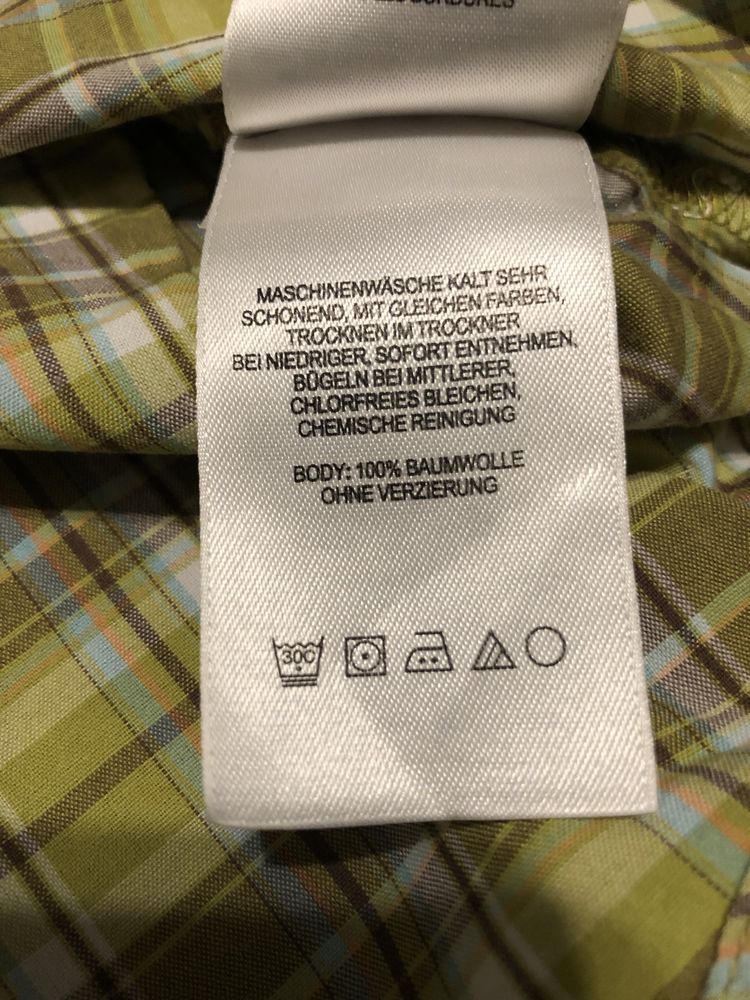 MASCHINENWÄSCHE KALT SEHR
SCHONEND, MIT GLEICHEN FARBEN,
TROCKNEN IM TROCKNER
BEI NIEDRIGER, SOFORT ENTNEHMEN,
BÜGELN BEI MITTLERER,
CHLORFREIES BLEICHEN,
CHEMISCHE REINIGUNG
BODY: 100% BAUMWOLLE
OHNE VERZIERUNG
30C